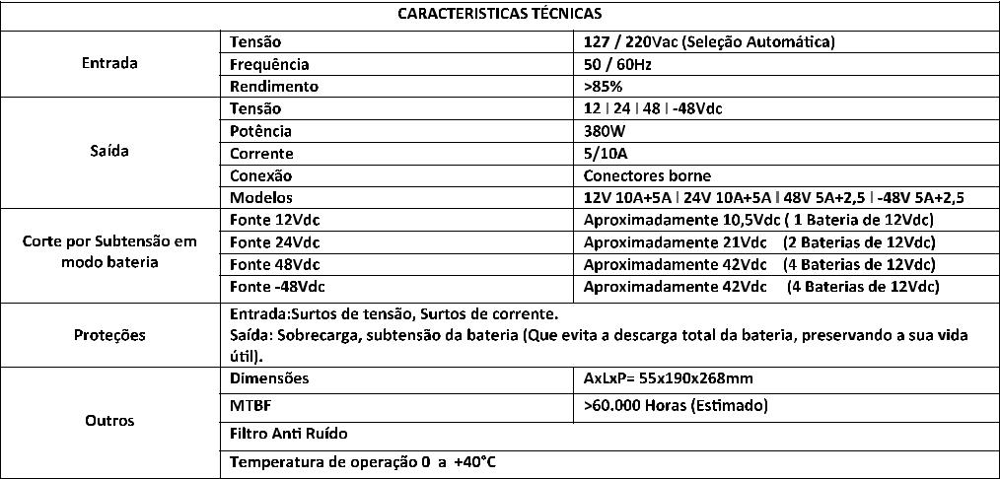 CARACTERISTICAS TÉCNICAS
Entrada
Tensão 127 / 220Vac (Seleção Automática)
Frequência 50 / 60Hz
Rendimento >85%
Saída
Tensão 12 | 24 | 48 | -48Vdc
Potência 380W
Corrente 5/10A
Conexão Conectores borne
Modelos 12V 10A+5A | 24V 10A+5A | 48V 5A+2,5 | -48V 5A+2,5
Corte por Subtensão em
modo bateria
Fonte 12Vdc Aproximadamente 10,5Vdc ( 1 Bateria de 12Vdc)
Fonte 24Vdc Aproximadamente 21Vdc (2 Baterias de 12Vdc)
Fonte 48Vdc Aproximadamente 42Vdc (4 Baterias de 12Vdc)
Fonte -48Vdc Aproximadamente 42Vdc (4 Baterias de 12Vdc)
Proteções
Entrada:Surtos de tensão, Surtos de corrente.
Saída: Sobrecarga, subtensão da bateria (Que evita a descarga total da bateria, preservando a sua vida
útil).
Outros
Dimensões AxLxP= 55x190x268mm
MTBF >60.000 Horas (Estimado)
Filtro Anti Ruído
Temperatura de operação 0 a +40°C